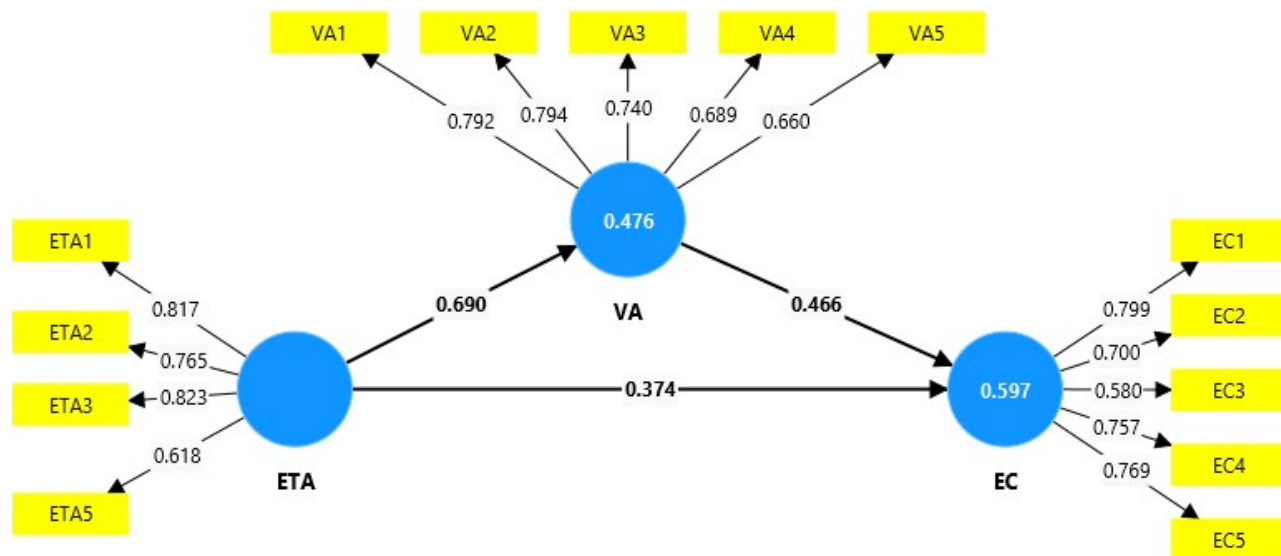 VA1 VA2 VA3 VA4 VA5
0.792 0.794 0.740 0.689 0.660
0.476
VA
ETA1
ETA2
ETA3
ETA5
0.817
0.765
0.823
0.618
ETA
0.690
0.466
0.374
0.597
EC
0.799
0.700
0.580
0.757
0.769
EC1
EC2
EC3
EC4
EC5